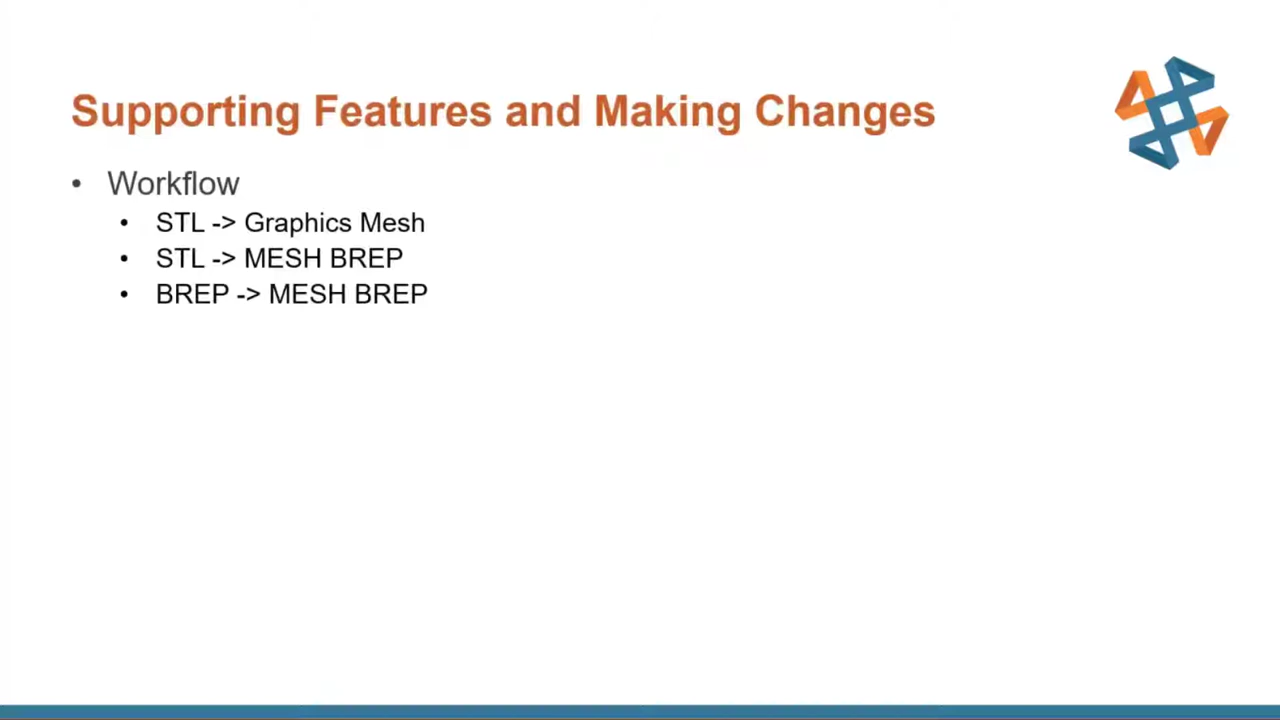 Supporting Features and Making Changes
• Workflow
• STL -> Graphics Mesh
• STL -> MESH BREP
• BREP -> MESH BREP